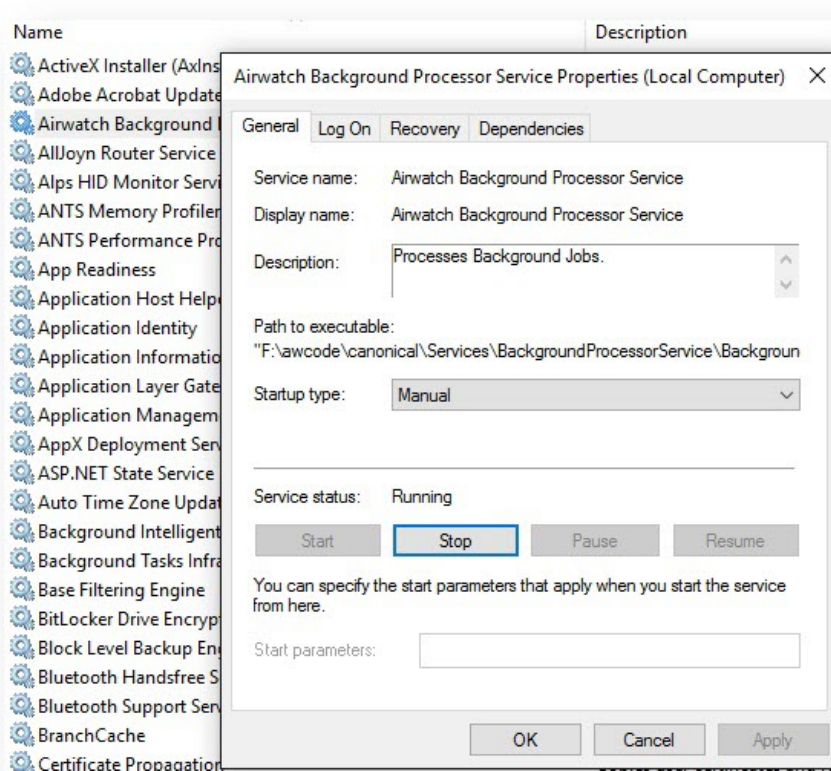 Name Description
ActiveX Installer (AxIns
Adobe Acrobat Update
Airwatch Background
AllJoyn Router Service
Alps HID Monitor Servi
ANTS Memory Profiler
ANTS Performance Pro
App Readiness
Application Host Helpe
Application Identity
Application Informatio
Application Layer Gate
Application Managem
AppX Deployment Serv
ASP.NET State Service
Auto Time Zone Updat
Background Intelligent
Background Tasks Infra
Base Filtering Engine
BitLocker Drive Encryp
Block Level Backup Eng
Bluetooth Handsfree S
Bluetooth Support Serv
BranchCache
Certificate Propagation
Airwatch Background Processor Service Properties (Local Computer)
General Log On Recovery Dependencies
Service name: Airwatch Background Processor Service
Display name: Airwatch Background Processor Service
Description: Processes Background Jobs.
Path to executable:
"F:\awcode\canonical\Services\BackgroundProcessorService\Backgroun
Startup type: Manual
Service status: Running
Start Stop Pause Resume
You can specify the start parameters that apply when you start the service
from here.
Start parameters:
OK Cancel Apply